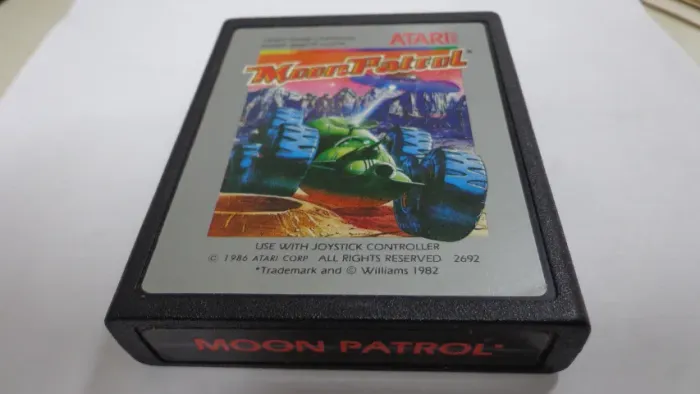 ATARI
Moon Patrol
USE WITH JOYSTICK CONTROLLER
© 1986 ATARI CORP. ALL RIGHTS RESERVED 2692
*Trademark and © Williams 1982
MOON PATROL*